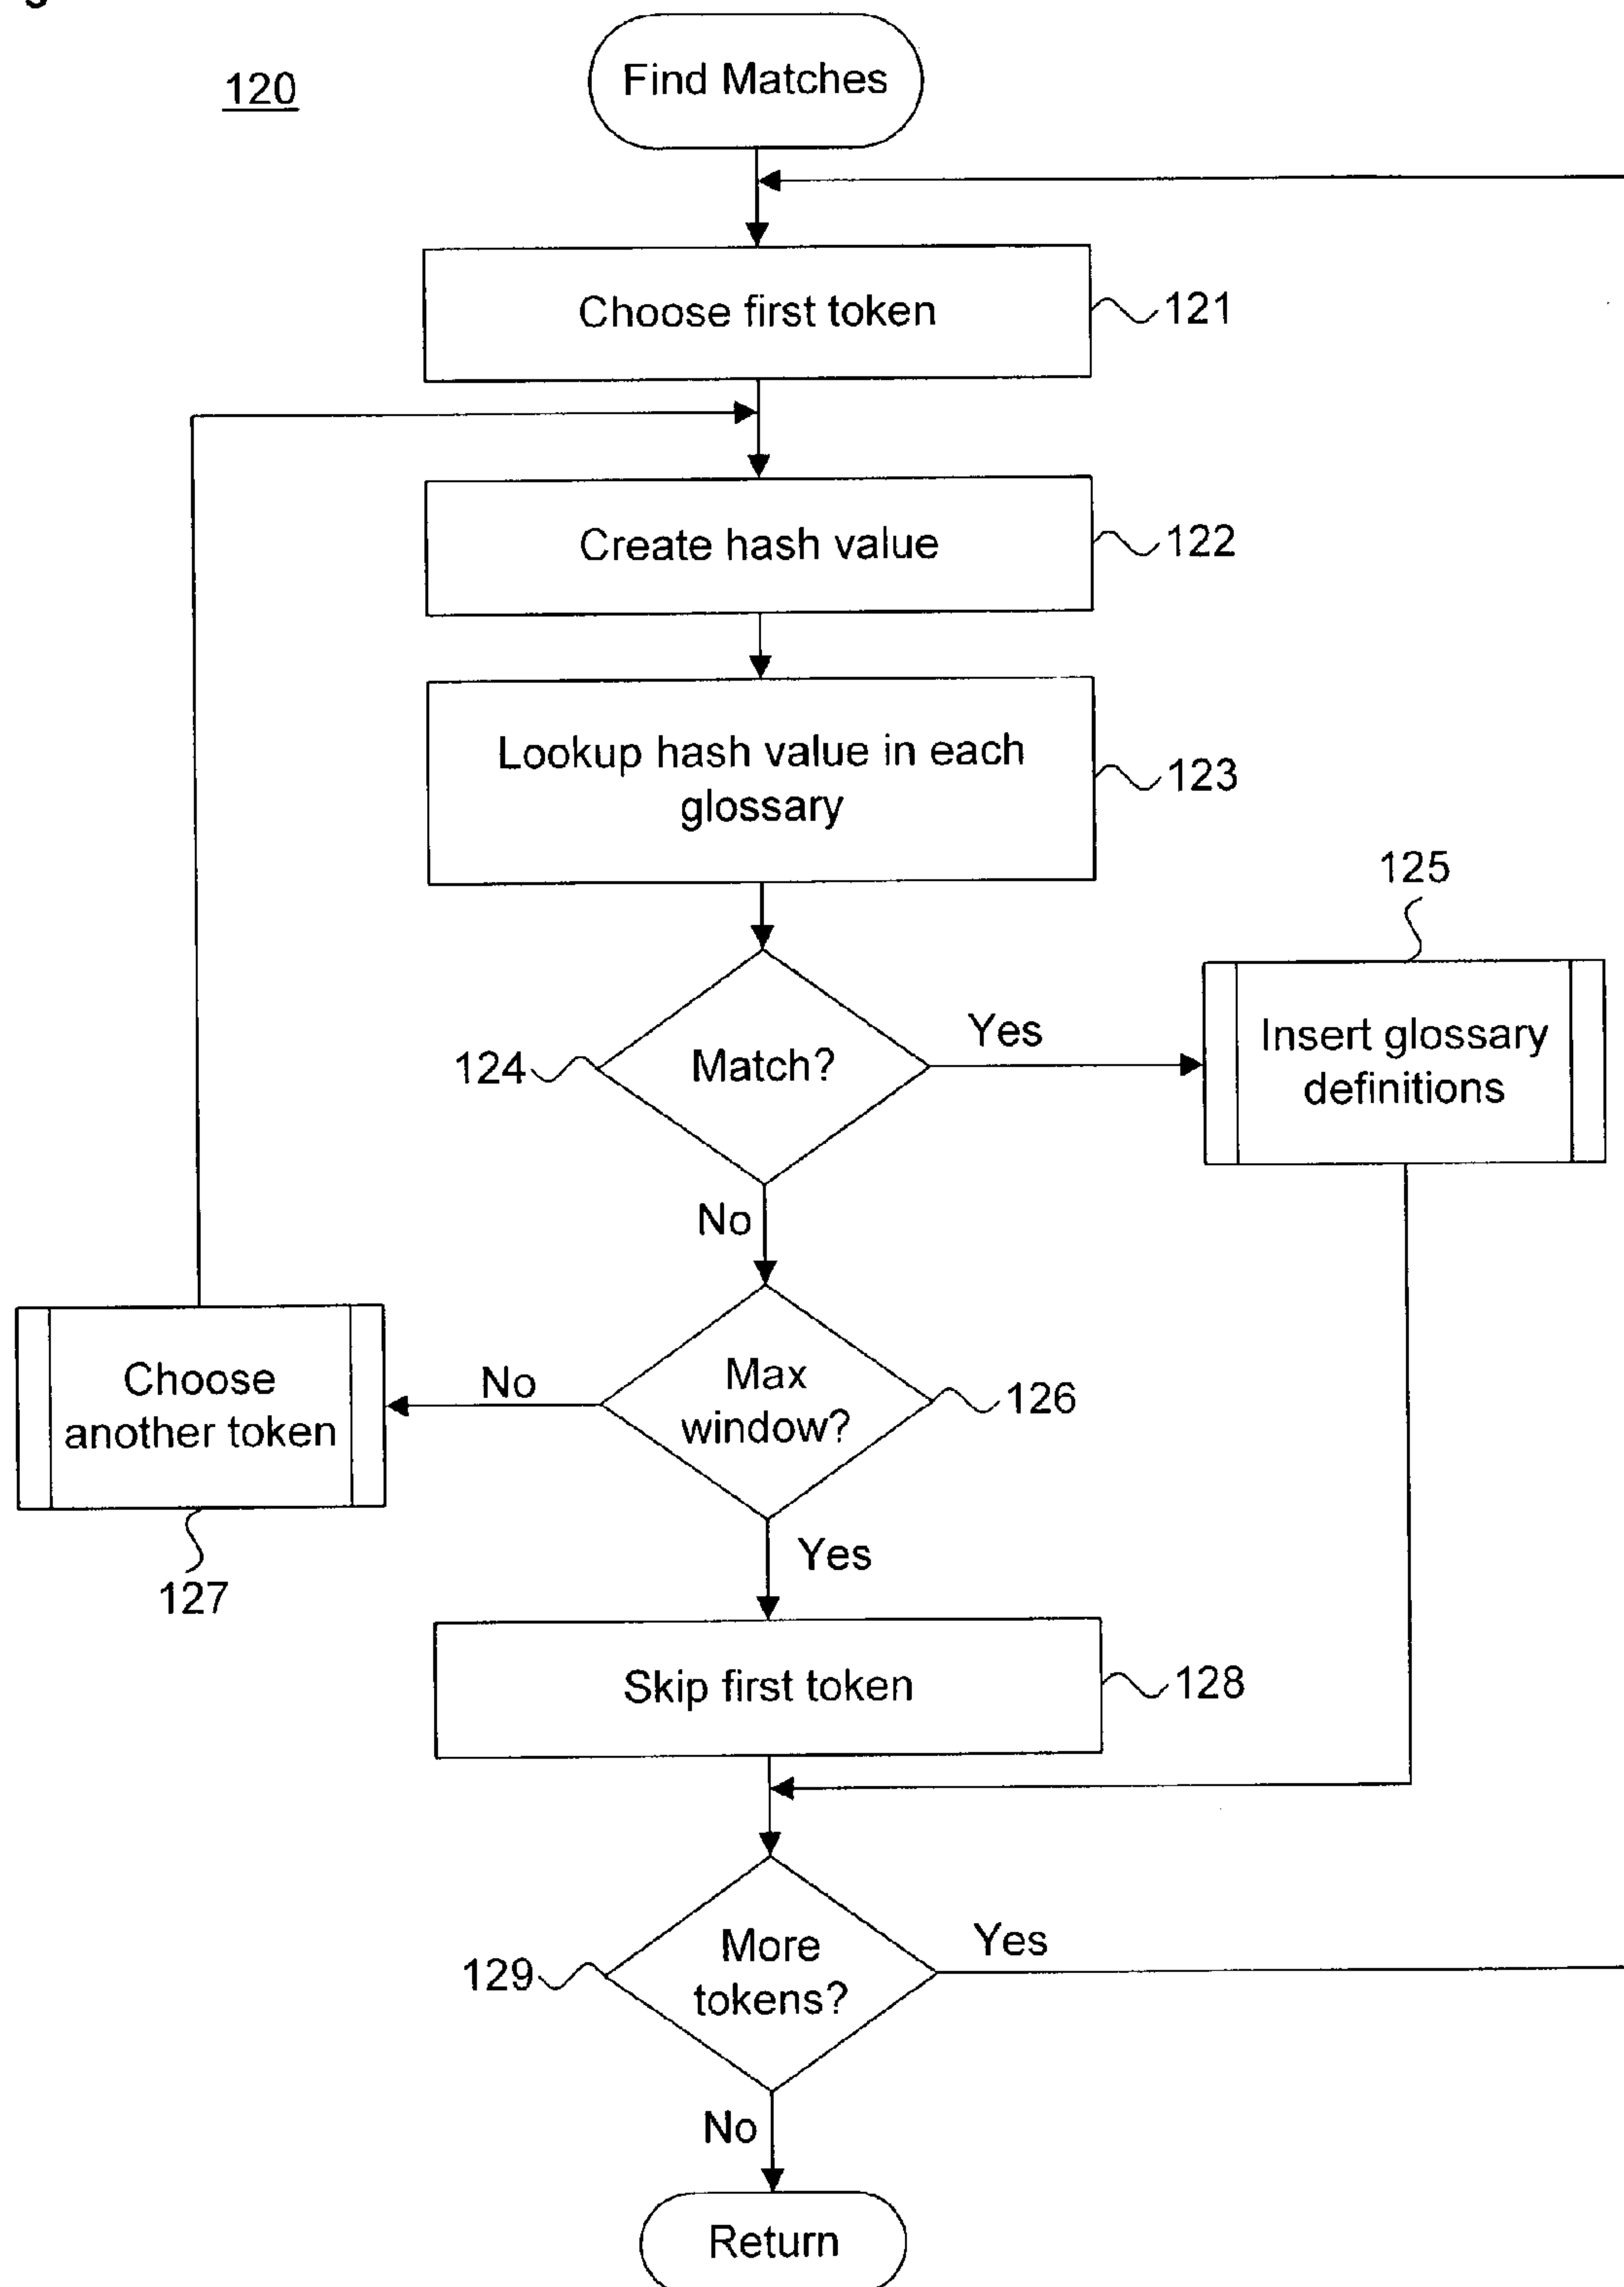 120
Find Matches
Choose first token
121
Create hash value
122
Lookup hash value in each
glossary
123
124
Match?
Yes
125
Insert glossary
definitions
No
Max
window?
126
No
Choose
another token
127
Yes
Skip first token
128
129
More
tokens?
Yes
No
Return